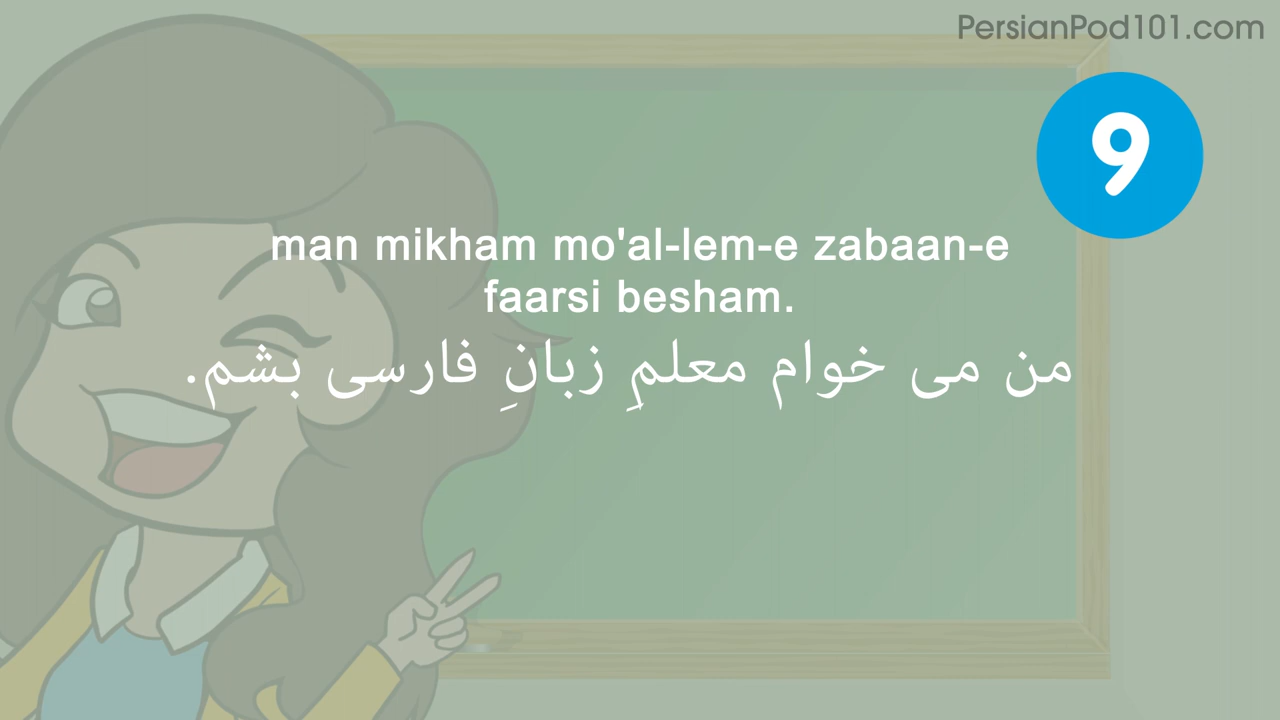 PersianPod101.com
9
man mikham mo'al-lem-e zabaan-e
faarsi besham.
من می خوام معلمِ زبانِ فارسی بشم.